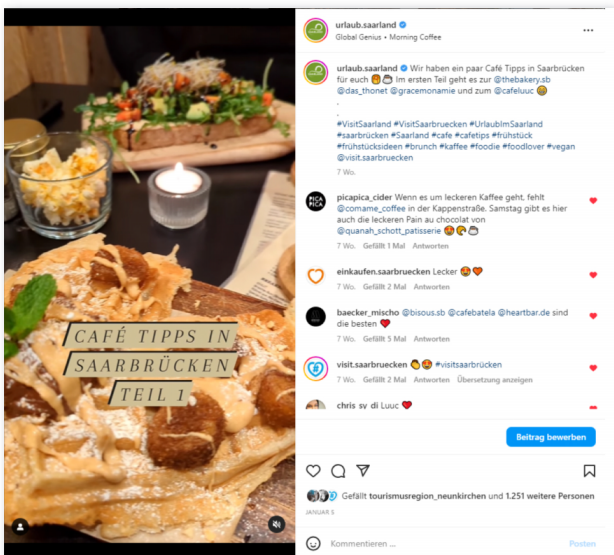 urlaub.saarland
Global Genius • Morning Coffee
urlaub.saarland Wir haben ein paar Café Tipps in Saarbrücken
für euch 🥐☕ Im ersten Teil geht es zur @thebakery.sb
@das_thonet @gracemonamie und zum @cafeluuc 😄
.
.
#VisitSaarland #VisitSaarbruecken #UrlaubImSaarland
#saarbrücken #Saarland #cafe #cafetips #frühstück
#frühstücksideen #brunch #kaffee #foodie #foodlover #vegan
@visit.saarbruecken
7 Wo.
PICA
PICA
picapica_cider Wenn es um leckeren Kaffee geht, fehlt
@comame_coffee in der Kappenstraße. Samstag gibt es hier
auch die leckeren Pain au chocolat von
@quanah_schott_patisserie 😍🥐☕
7 Wo. Gefällt 1 Mal Antworten
einkaufen.saarbruecken Lecker 😍🧡
7 Wo. Gefällt 2 Mal Antworten
baecker_mischo @bisous.sb @cafebatela @heartbar.de sind
die besten ❤️
7 Wo. Gefällt 5 Mal Antworten
visit.saarbruecken 👏😍 #visitsaarbrücken
7 Wo. Gefällt 2 Mal Antworten Übersetzung anzeigen
chris_sy_di Luuc ❤️
CAFÉ TIPPS IN
SAARBRÜCKEN
TEIL 1
Beitrag bewerben
Gefällt tourismusregion_neunkirchen und 1.251 weitere Personen
JANUAR 5
Kommentieren ...
Posten